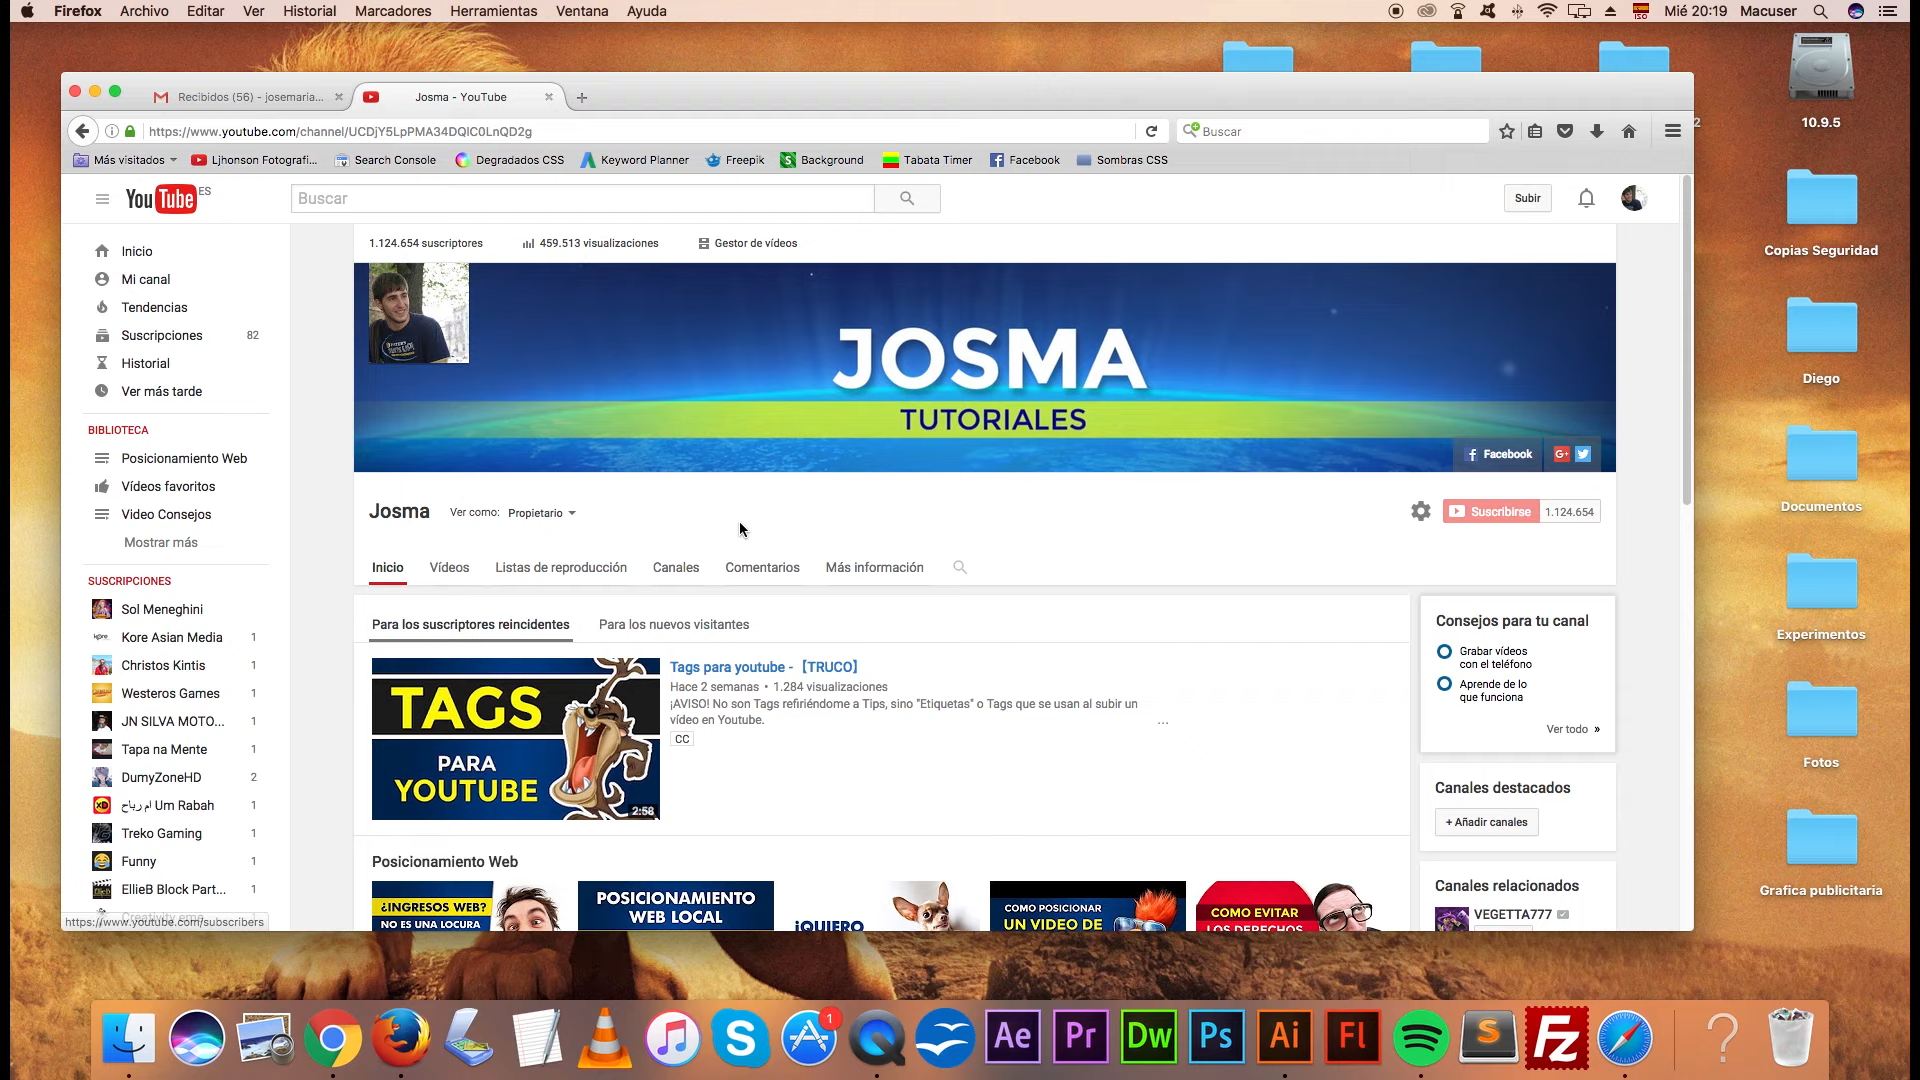 Firefox Archivo Editar Ver Historial Marcadores Herramientas Ventana Ayuda
ISO Mié 20:19 Macuser
Recibidos (56) - josemaria...
Josma - YouTube
https://www.youtube.com/channel/UCDjY5LpPMA34DQIC0LnQD2g
Buscar
Más visitados Ljhonson Fotografi... Search Console Degradados CSS Keyword Planner Freepik Background Tabata Timer Facebook Sombras CSS
YouTube ES
Buscar
Subir
Inicio
Mi canal
Tendencias
Suscripciones 82
Historial
Ver más tarde
BIBLIOTECA
Posicionamiento Web
Vídeos favoritos
Video Consejos
Mostrar más
SUSCRIPCIONES
Sol Meneghini
Kore Asian Media 1
Christos Kintis 1
Westeros Games 1
JN SILVA MOTO... 1
Tapa na Mente 1
DumyZoneHD 2
ام رباح Um Rabah 1
Treko Gaming 1
Funny 1
EllieB Block Part... 1
https://www.youtube.com/subscribers
1.124.654 suscriptores 459.513 visualizaciones Gestor de vídeos
JOSMA
TUTORIALES
Facebook G+
Josma Ver como: Propietario
Suscribirse 1.124.654
Inicio Vídeos Listas de reproducción Canales Comentarios Más información
Para los suscriptores reincidentes Para los nuevos visitantes
TAGS
PARA
YOUTUBE
2:58
Tags para youtube -【TRUCO】
Hace 2 semanas • 1.284 visualizaciones
¡AVISO! No son Tags refiriéndome a Tips, sino "Etiquetas" o Tags que se usan al subir un
vídeo en Youtube.
...
CC
Posicionamiento Web
¿INGRESOS WEB?
NO ES UNA LOCURA
POSICIONAMIENTO
WEB LOCAL
¡QUIERO
COMO POSICIONAR
UN VIDEO DE
COMO EVITAR
LOS DERECHOS
Consejos para tu canal
Grabar vídeos
con el teléfono
Aprende de lo
que funciona
Ver todo »
Canales destacados
+ Añadir canales
Canales relacionados
VEGETTA777
10.9.5
2
Copias Seguridad
Diego
Documentos
Experimentos
Fotos
Grafica publicitaria
S
1
Ae
Pr
Dw
Ps
Ai
Fl
S
Fz
?